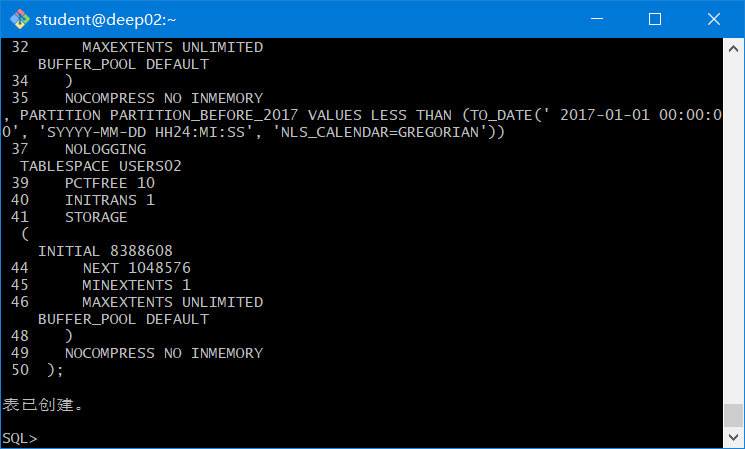 student@deep02:~
32      MAXEXTENTS UNLIMITED
    BUFFER_POOL DEFAULT
34    )
35    NOCOMPRESS NO INMEMORY
, PARTITION PARTITION_BEFORE_2017 VALUES LESS THAN (TO_DATE(' 2017-01-01 00:00:0
0', 'SYYYY-MM-DD HH24:MI:SS', 'NLS_CALENDAR=GREGORIAN'))
37    NOLOGGING
  TABLESPACE USERS02
39    PCTFREE 10
40    INITRANS 1
41    STORAGE
  (
    INITIAL 8388608
44      NEXT 1048576
45      MINEXTENTS 1
46      MAXEXTENTS UNLIMITED
    BUFFER_POOL DEFAULT
48    )
49    NOCOMPRESS NO INMEMORY
50  );
表已创建。
SQL>